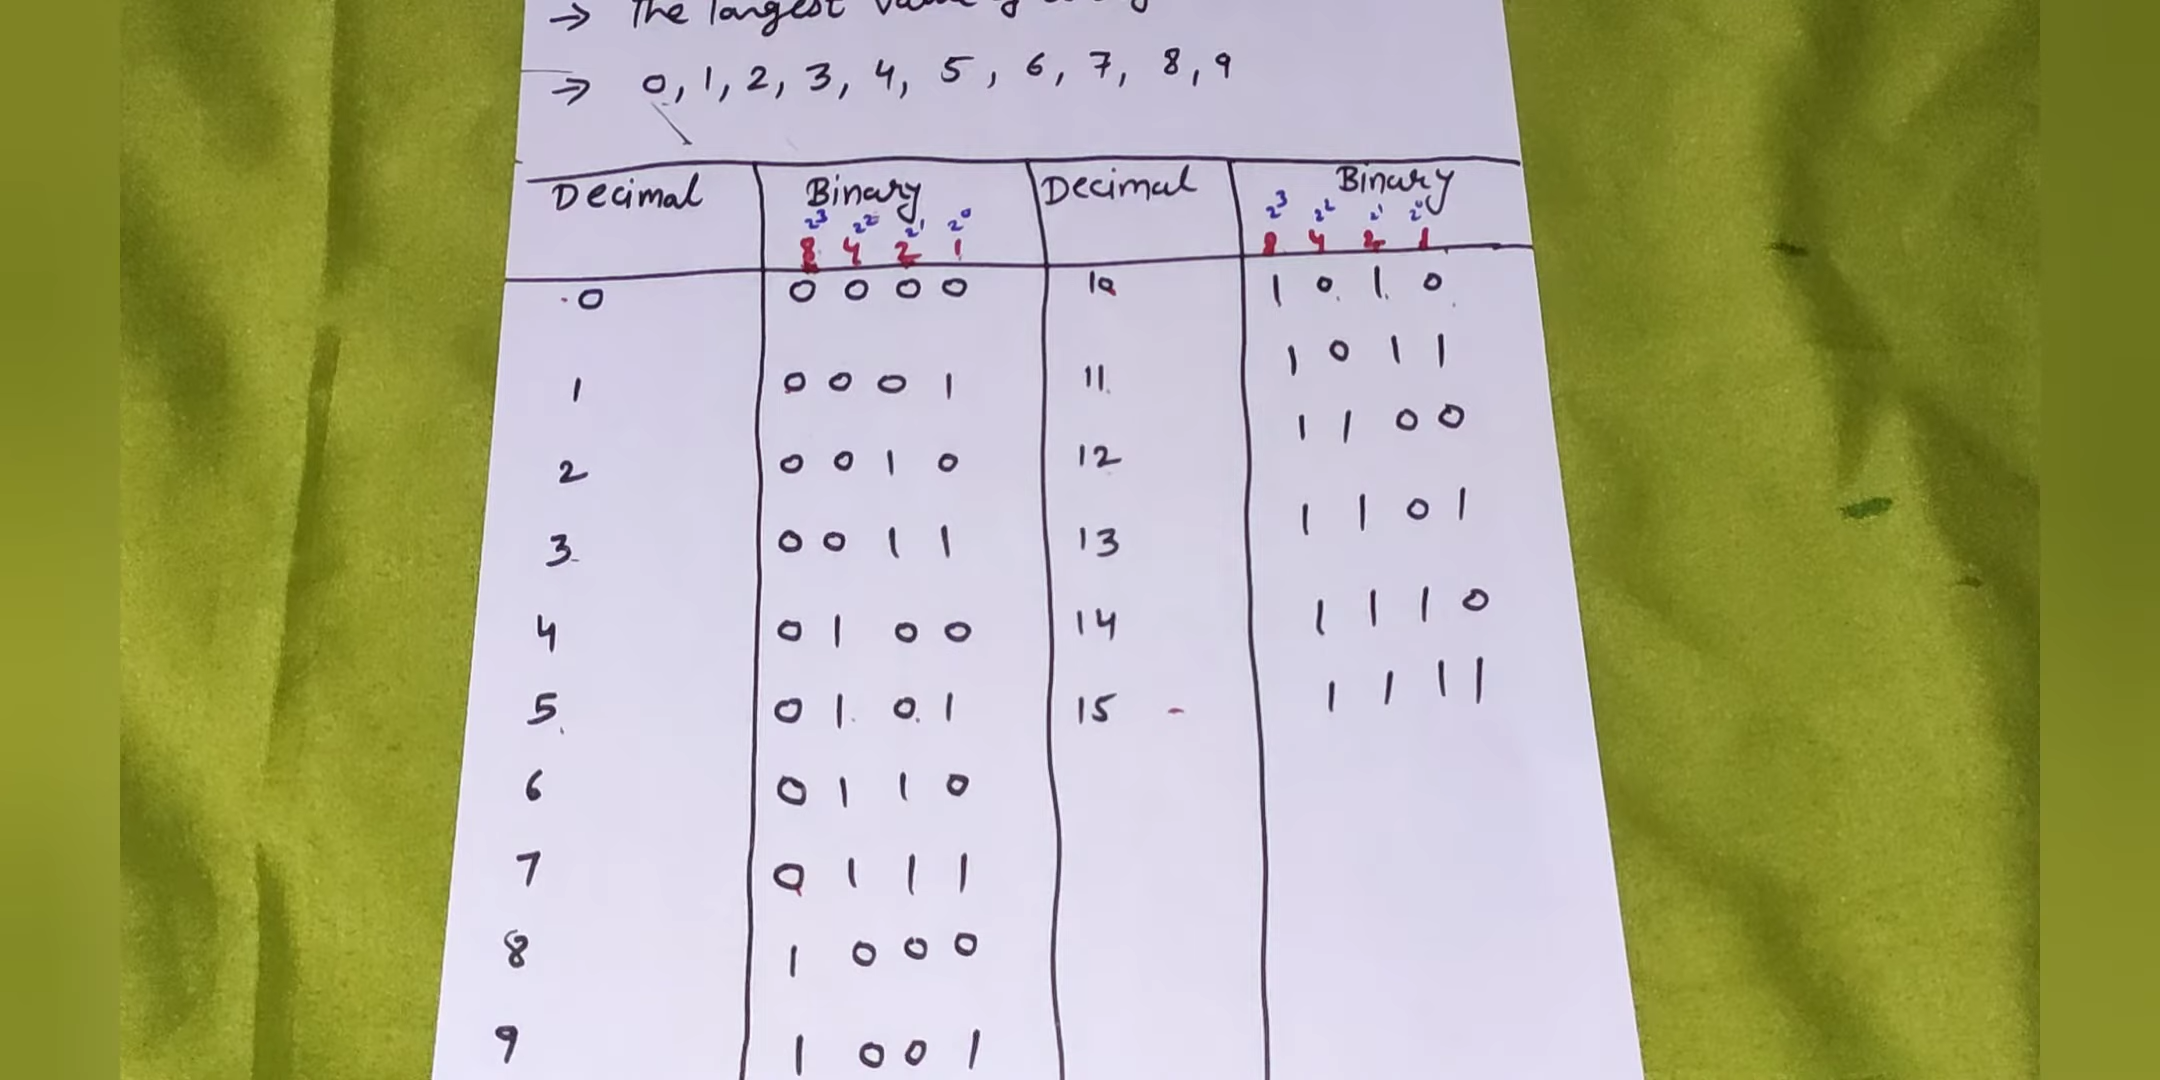 → The largest
→ 0, 1, 2, 3, 4, 5, 6, 7, 8, 9
Decimal Binary Decimal Binary
2³ 2² 2¹ 2⁰ 2³ 2² 2¹ 2⁰
8 4 2 1 8 4 2 1
0 0 0 0 0 10 1 0 1 0
1 0 0 0 1 11 1 0 1 1
2 0 0 1 0 12 1 1 0 0
3 0 0 1 1 13 1 1 0 1
4 0 1 0 0 14 1 1 1 0
5 0 1 0 1 15 - 1 1 1 1
6 0 1 1 0
7 0 1 1 1
8 1 0 0 0
9 1 0 0 1